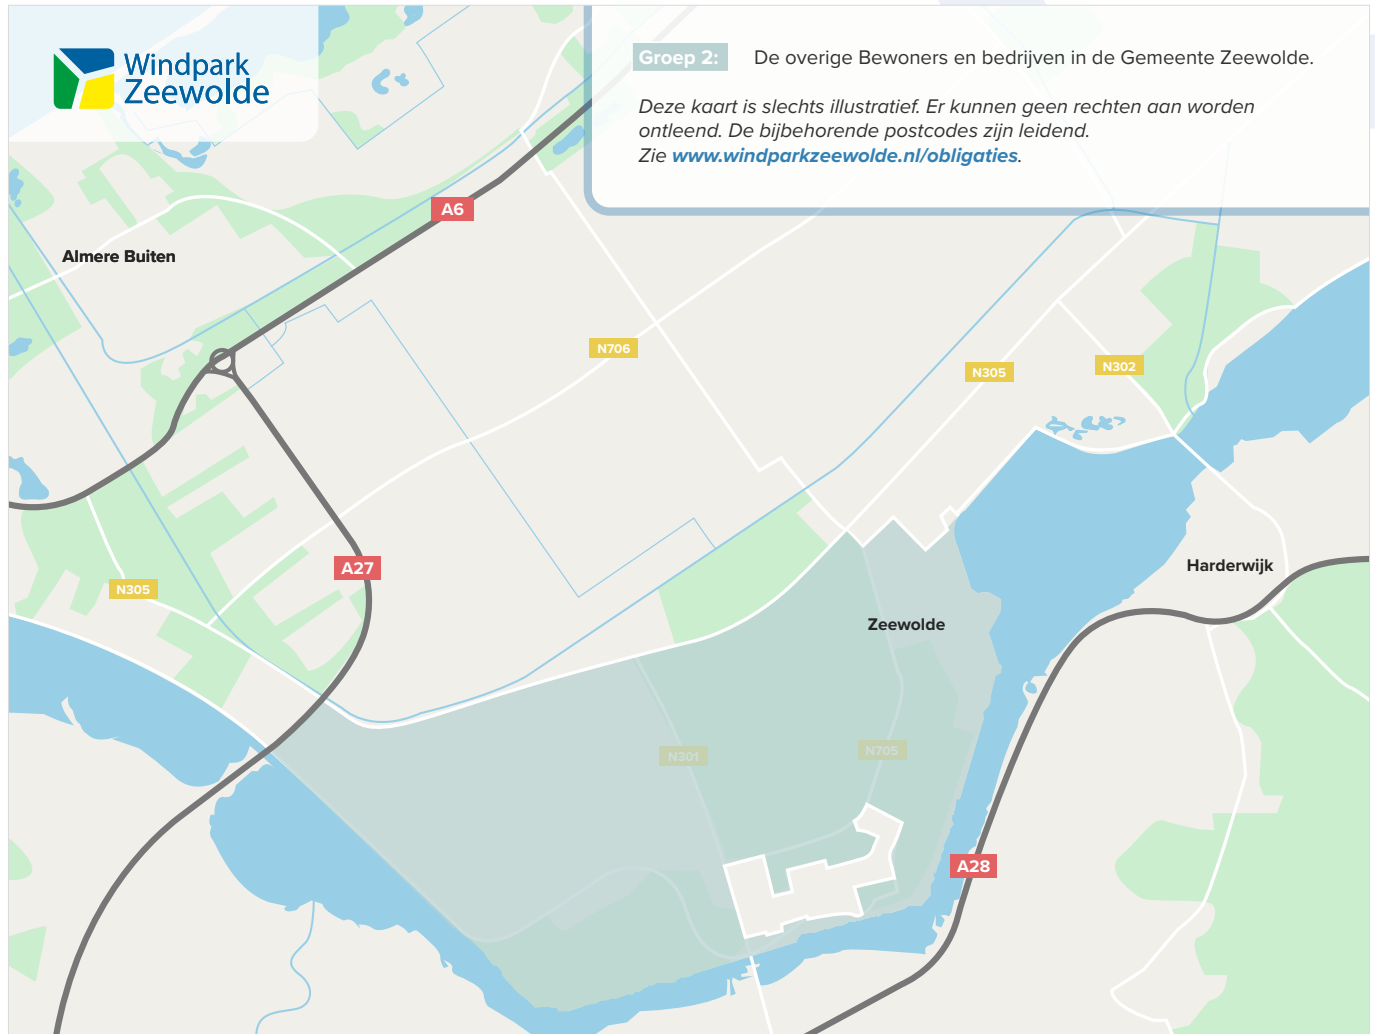 Windpark
Zeewolde
Groep 2: De overige Bewoners en bedrijven in de Gemeente Zeewolde.
Deze kaart is slechts illustratief. Er kunnen geen rechten aan worden
ontleend. De bijbehorende postcodes zijn leidend.
Zie www.windparkzeewolde.nl/obligaties.
A6
Almere Buiten
N706
N305
N302
A27
N305
Harderwijk
Zeewolde
N301
N705
A28